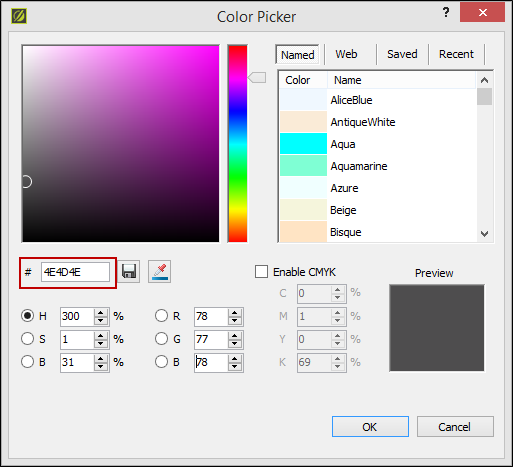 Color Picker
?
Named Web Saved Recent
Color Name
AliceBlue
AntiqueWhite
Aqua
Aquamarine
Azure
Beige
Bisque
# 4E4D4E
Enable CMYK
Preview
H 300 % R 78
S 1 % G 77
B 31 % B 78
C 0 %
M 1 %
Y 0 %
K 69 %
OK Cancel